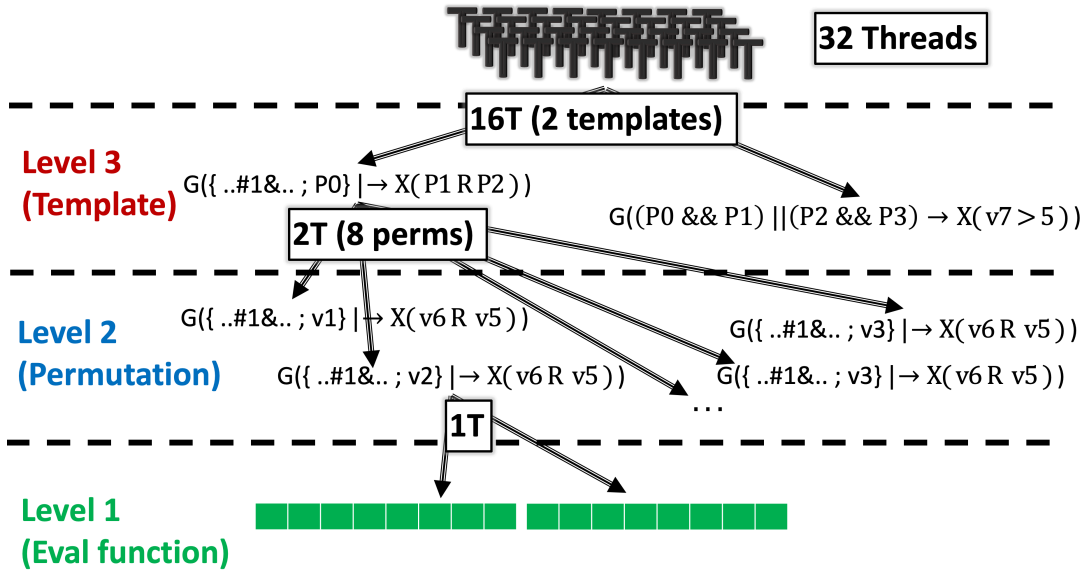 32 Threads
16T (2 templates)
Level 3
(Template)
G({ ..#1&.. ; P0} |→ X( P1 R P2 ) )
G((P0 && P1) ||(P2 && P3) → X( v7 > 5 ) )
2T (8 perms)
Level 2
(Permutation)
G({ ..#1&.. ; v1} |→ X( v6 R v5 ) )
G({ ..#1&.. ; v3} |→ X( v6 R v5 ) )
G({ ..#1&.. ; v2} |→ X( v6 R v5 ) )
G({ ..#1&.. ; v3} |→ X( v6 R v5 ) )
...
1T
Level 1
(Eval function)